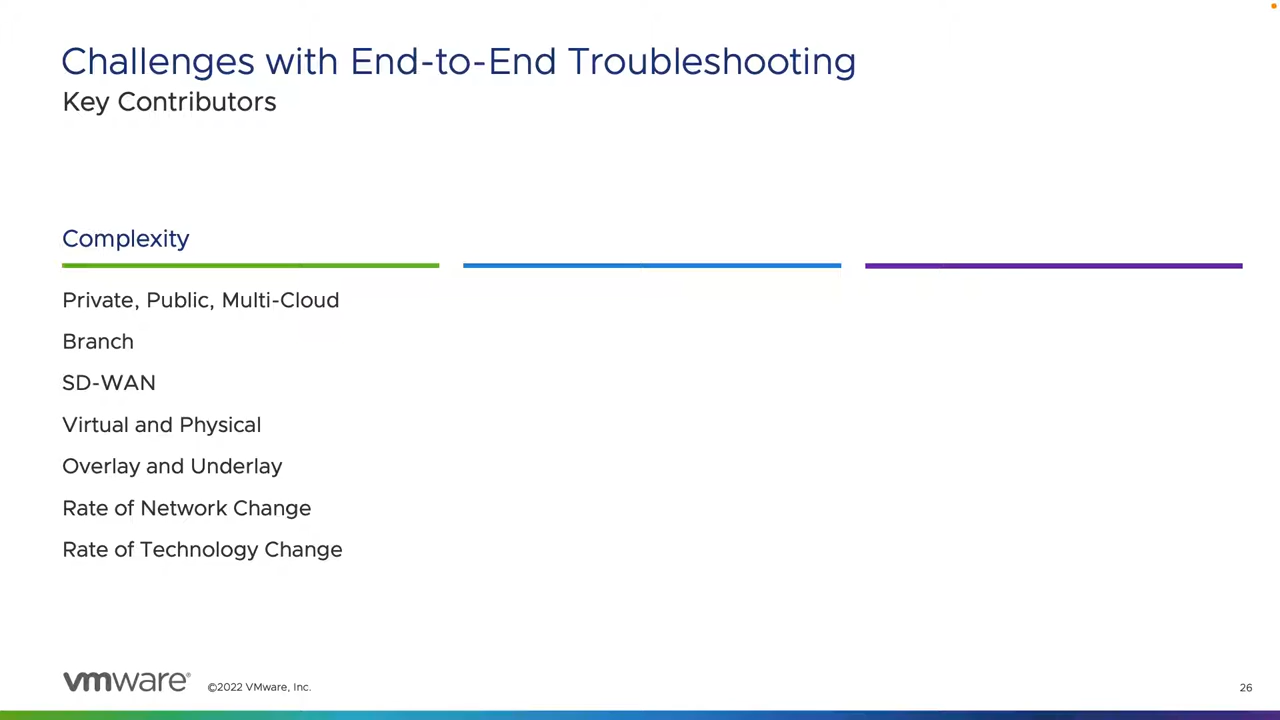 Challenges with End-to-End Troubleshooting
Key Contributors
Complexity
Private, Public, Multi-Cloud
Branch
SD-WAN
Virtual and Physical
Overlay and Underlay
Rate of Network Change
Rate of Technology Change
vmware®
©2022 VMware, Inc.
26